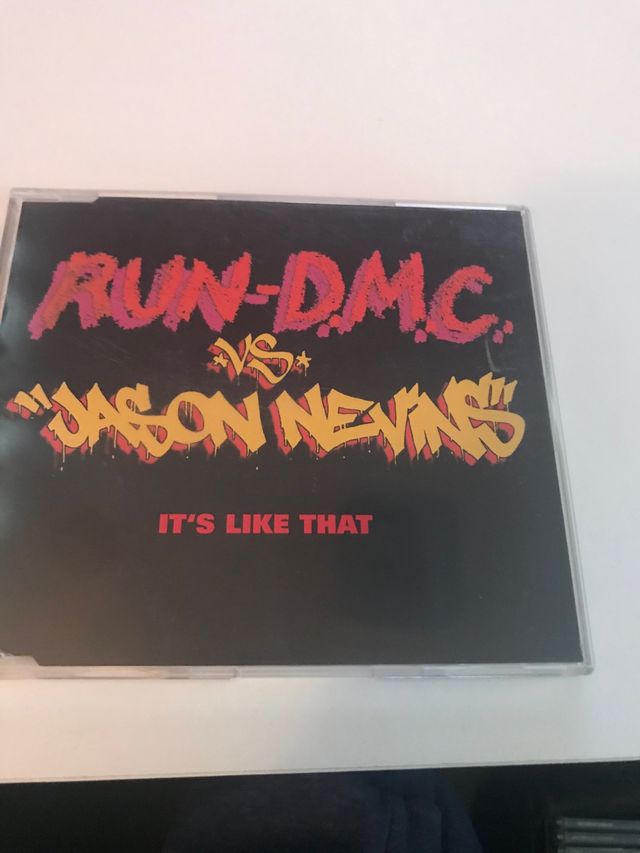 RUN-D.M.C.
*VS*
"JASON NEVINS"
IT'S LIKE THAT